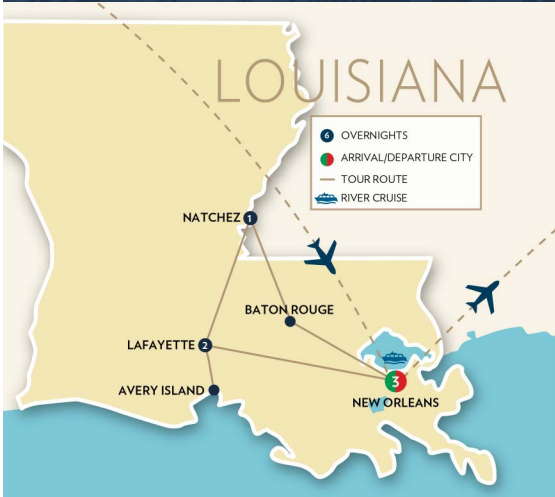 LOUISIANA
6 OVERNIGHTS
ARRIVAL/DEPARTURE CITY
TOUR ROUTE
RIVER CRUISE
NATCHEZ 1
BATON ROUGE
LAFAYETTE 2
AVERY ISLAND
3
NEW ORLEANS